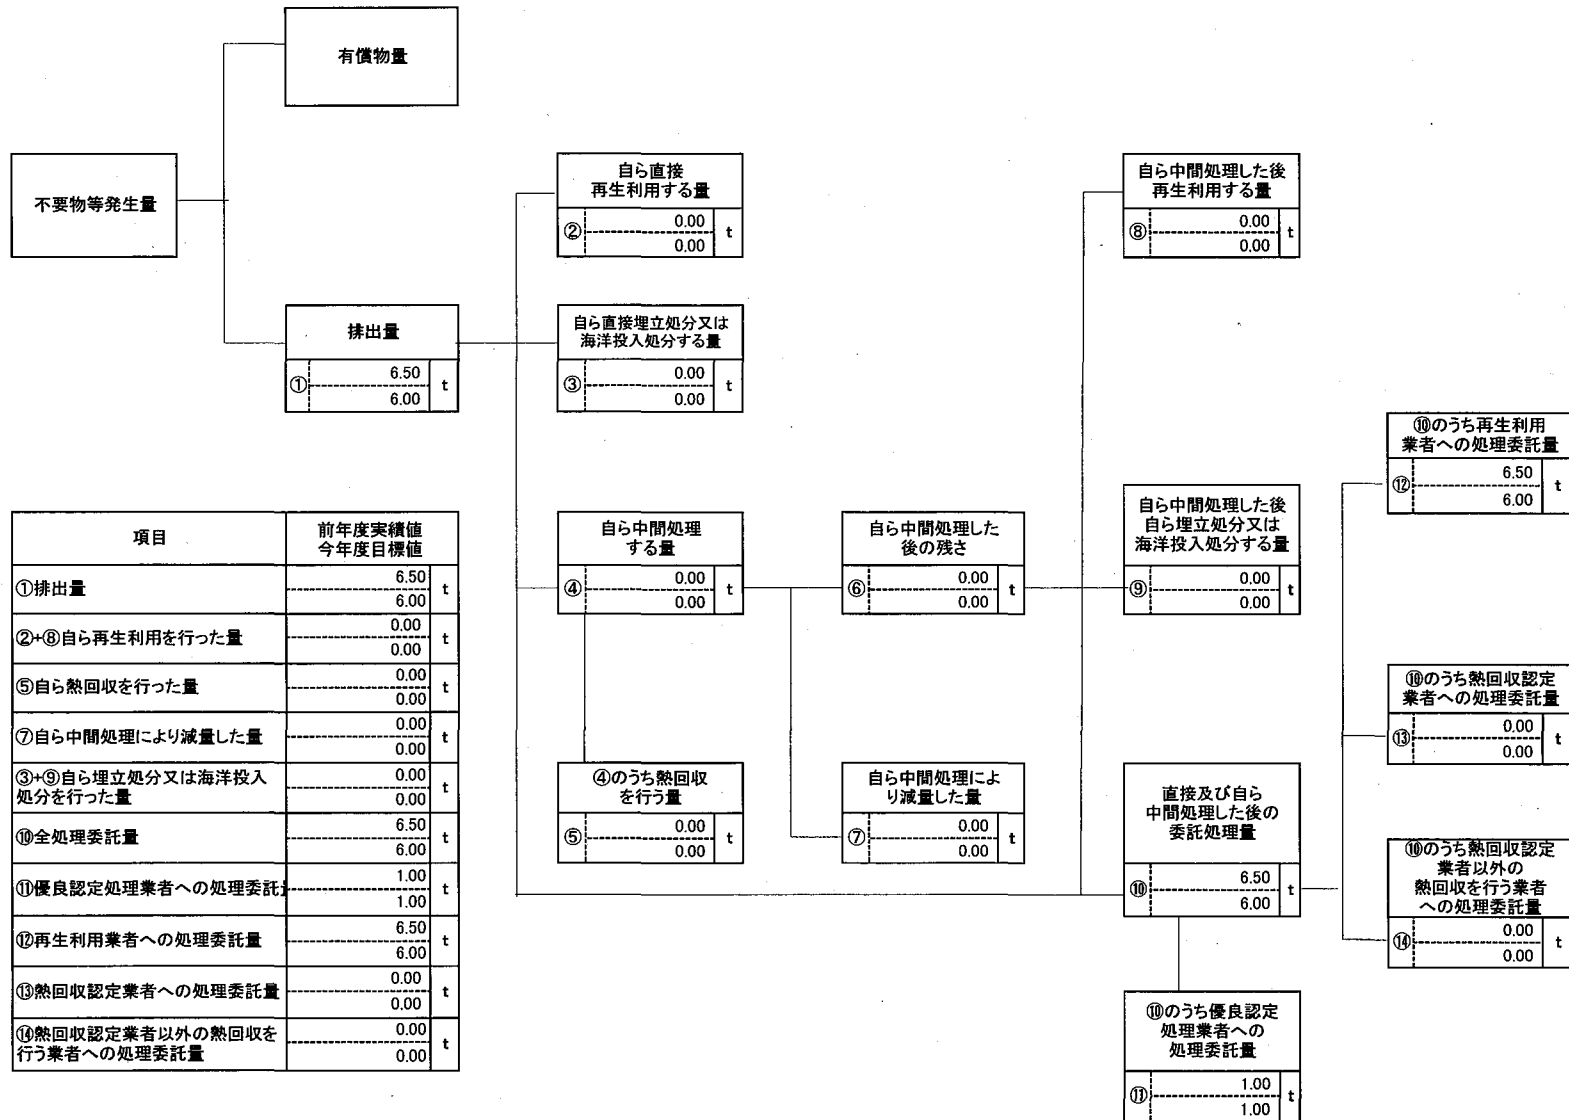 有償物量
不要物等発生量
排出量
① 6.50 t
6.00
自ら直接
再生利用する量
② 0.00 t
0.00
自ら直接埋立処分又は
海洋投入処分する量
③ 0.00 t
0.00
自ら中間処理
する量
④ 0.00 t
0.00
④のうち熱回収
を行う量
⑤ 0.00 t
0.00
自ら中間処理した
後の残さ
⑥ 0.00 t
0.00
自ら中間処理によ
り減量した量
⑦ 0.00 t
0.00
自ら中間処理した後
再生利用する量
⑧ 0.00 t
0.00
自ら中間処理した後
自ら埋立処分又は
海洋投入処分する量
⑨ 0.00 t
0.00
直接及び自ら
中間処理した後の
委託処理量
⑩ 6.50 t
6.00
⑩のうち優良認定
処理業者への
処理委託量
⑪ 1.00 t
1.00
⑩のうち再生利用
業者への処理委託量
⑫ 6.50 t
6.00
⑩のうち熱回収認定
業者への処理委託量
⑬ 0.00 t
0.00
⑩のうち熱回収認定
業者以外の
熱回収を行う業者
への処理委託量
⑭ 0.00 t
0.00
項目 前年度実績値
今年度目標値
①排出量 6.50 t
6.00
②+⑧自ら再生利用を行った量 0.00 t
0.00
⑤自ら熱回収を行った量 0.00 t
0.00
⑦自ら中間処理により減量した量 0.00 t
0.00
③+⑨自ら埋立処分又は海洋投入 0.00 t
処分を行った量 0.00
⑩全処理委託量 6.50 t
6.00
⑪優良認定処理業者への処理委託 1.00 t
1.00
⑫再生利用業者への処理委託量 6.50 t
6.00
⑬熱回収認定業者への処理委託量 0.00 t
0.00
⑭熱回収認定業者以外の熱回収を 0.00 t
行う業者への処理委託量 0.00